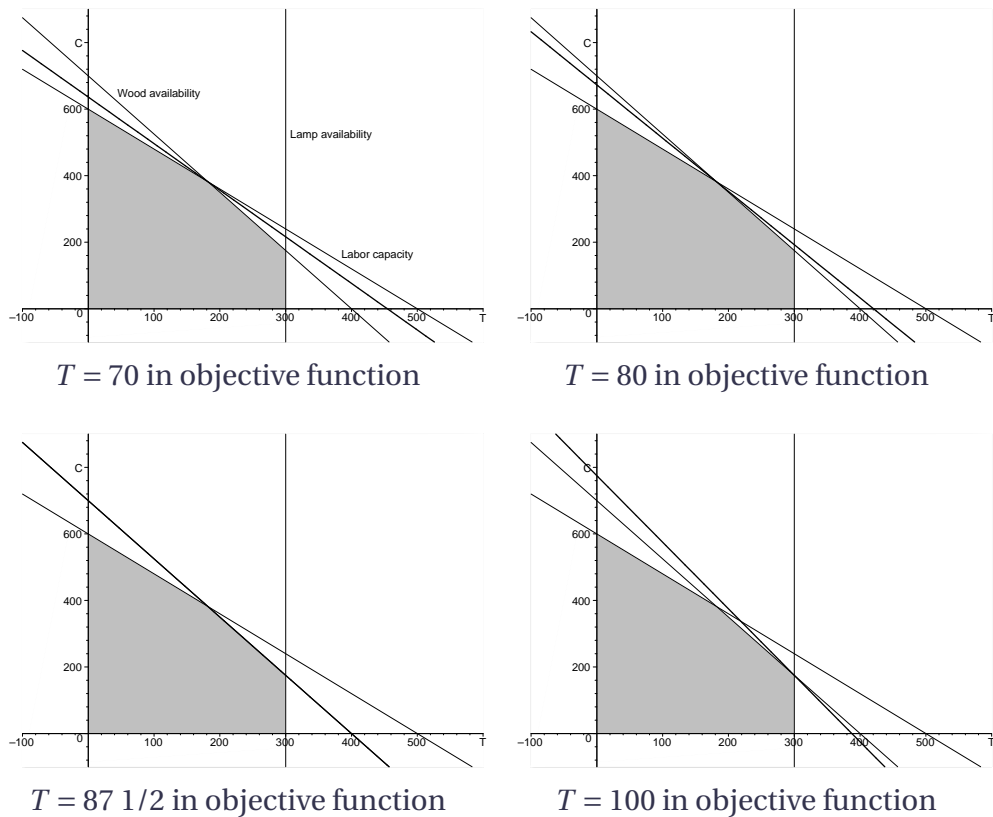 C
Wood availability
600
Lamp availability
400
200
Labor capacity
–100
0
100
200
300
400
500
T
T = 70 in objective function
C
600
400
200
–100
0
100
200
300
400
500
T
T = 80 in objective function
C
600
400
200
–100
0
100
200
300
400
500
T
T = 87 1/2 in objective function
C
600
400
200
–100
0
100
200
300
400
500
T
T = 100 in objective function